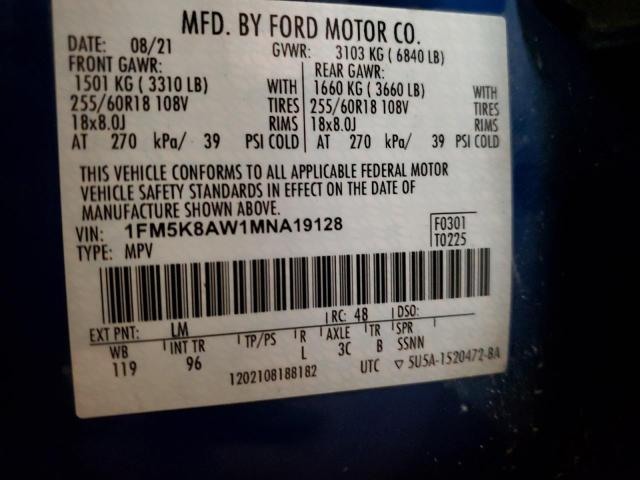 MFD. BY FORD MOTOR CO.
DATE: 08/21 GVWR: 3103 KG ( 6840 LB)
FRONT GAWR: REAR GAWR:
1501 KG ( 3310 LB) WITH 1660 KG ( 3660 LB) WITH
255/60R18 108V TIRES 255/60R18 108V TIRES
18x8.0J RIMS 18x8.0J RIMS
AT 270 kPa/ 39 PSI COLD AT 270 kPa/ 39 PSI COLD
THIS VEHICLE CONFORMS TO ALL APPLICABLE FEDERAL MOTOR
VEHICLE SAFETY STANDARDS IN EFFECT ON THE DATE OF
MANUFACTURE SHOWN ABOVE.
VIN: 1FM5K8AW1MNA19128 F0301
TYPE: MPV T0225
EXT PNT: LM RC: 48 DSO:
WB INT TR TP/PS R AXLE TR SPR
119 96 L 3C B SSNN
1202108188182 UTC ▽ 5U5A-1520472-BA